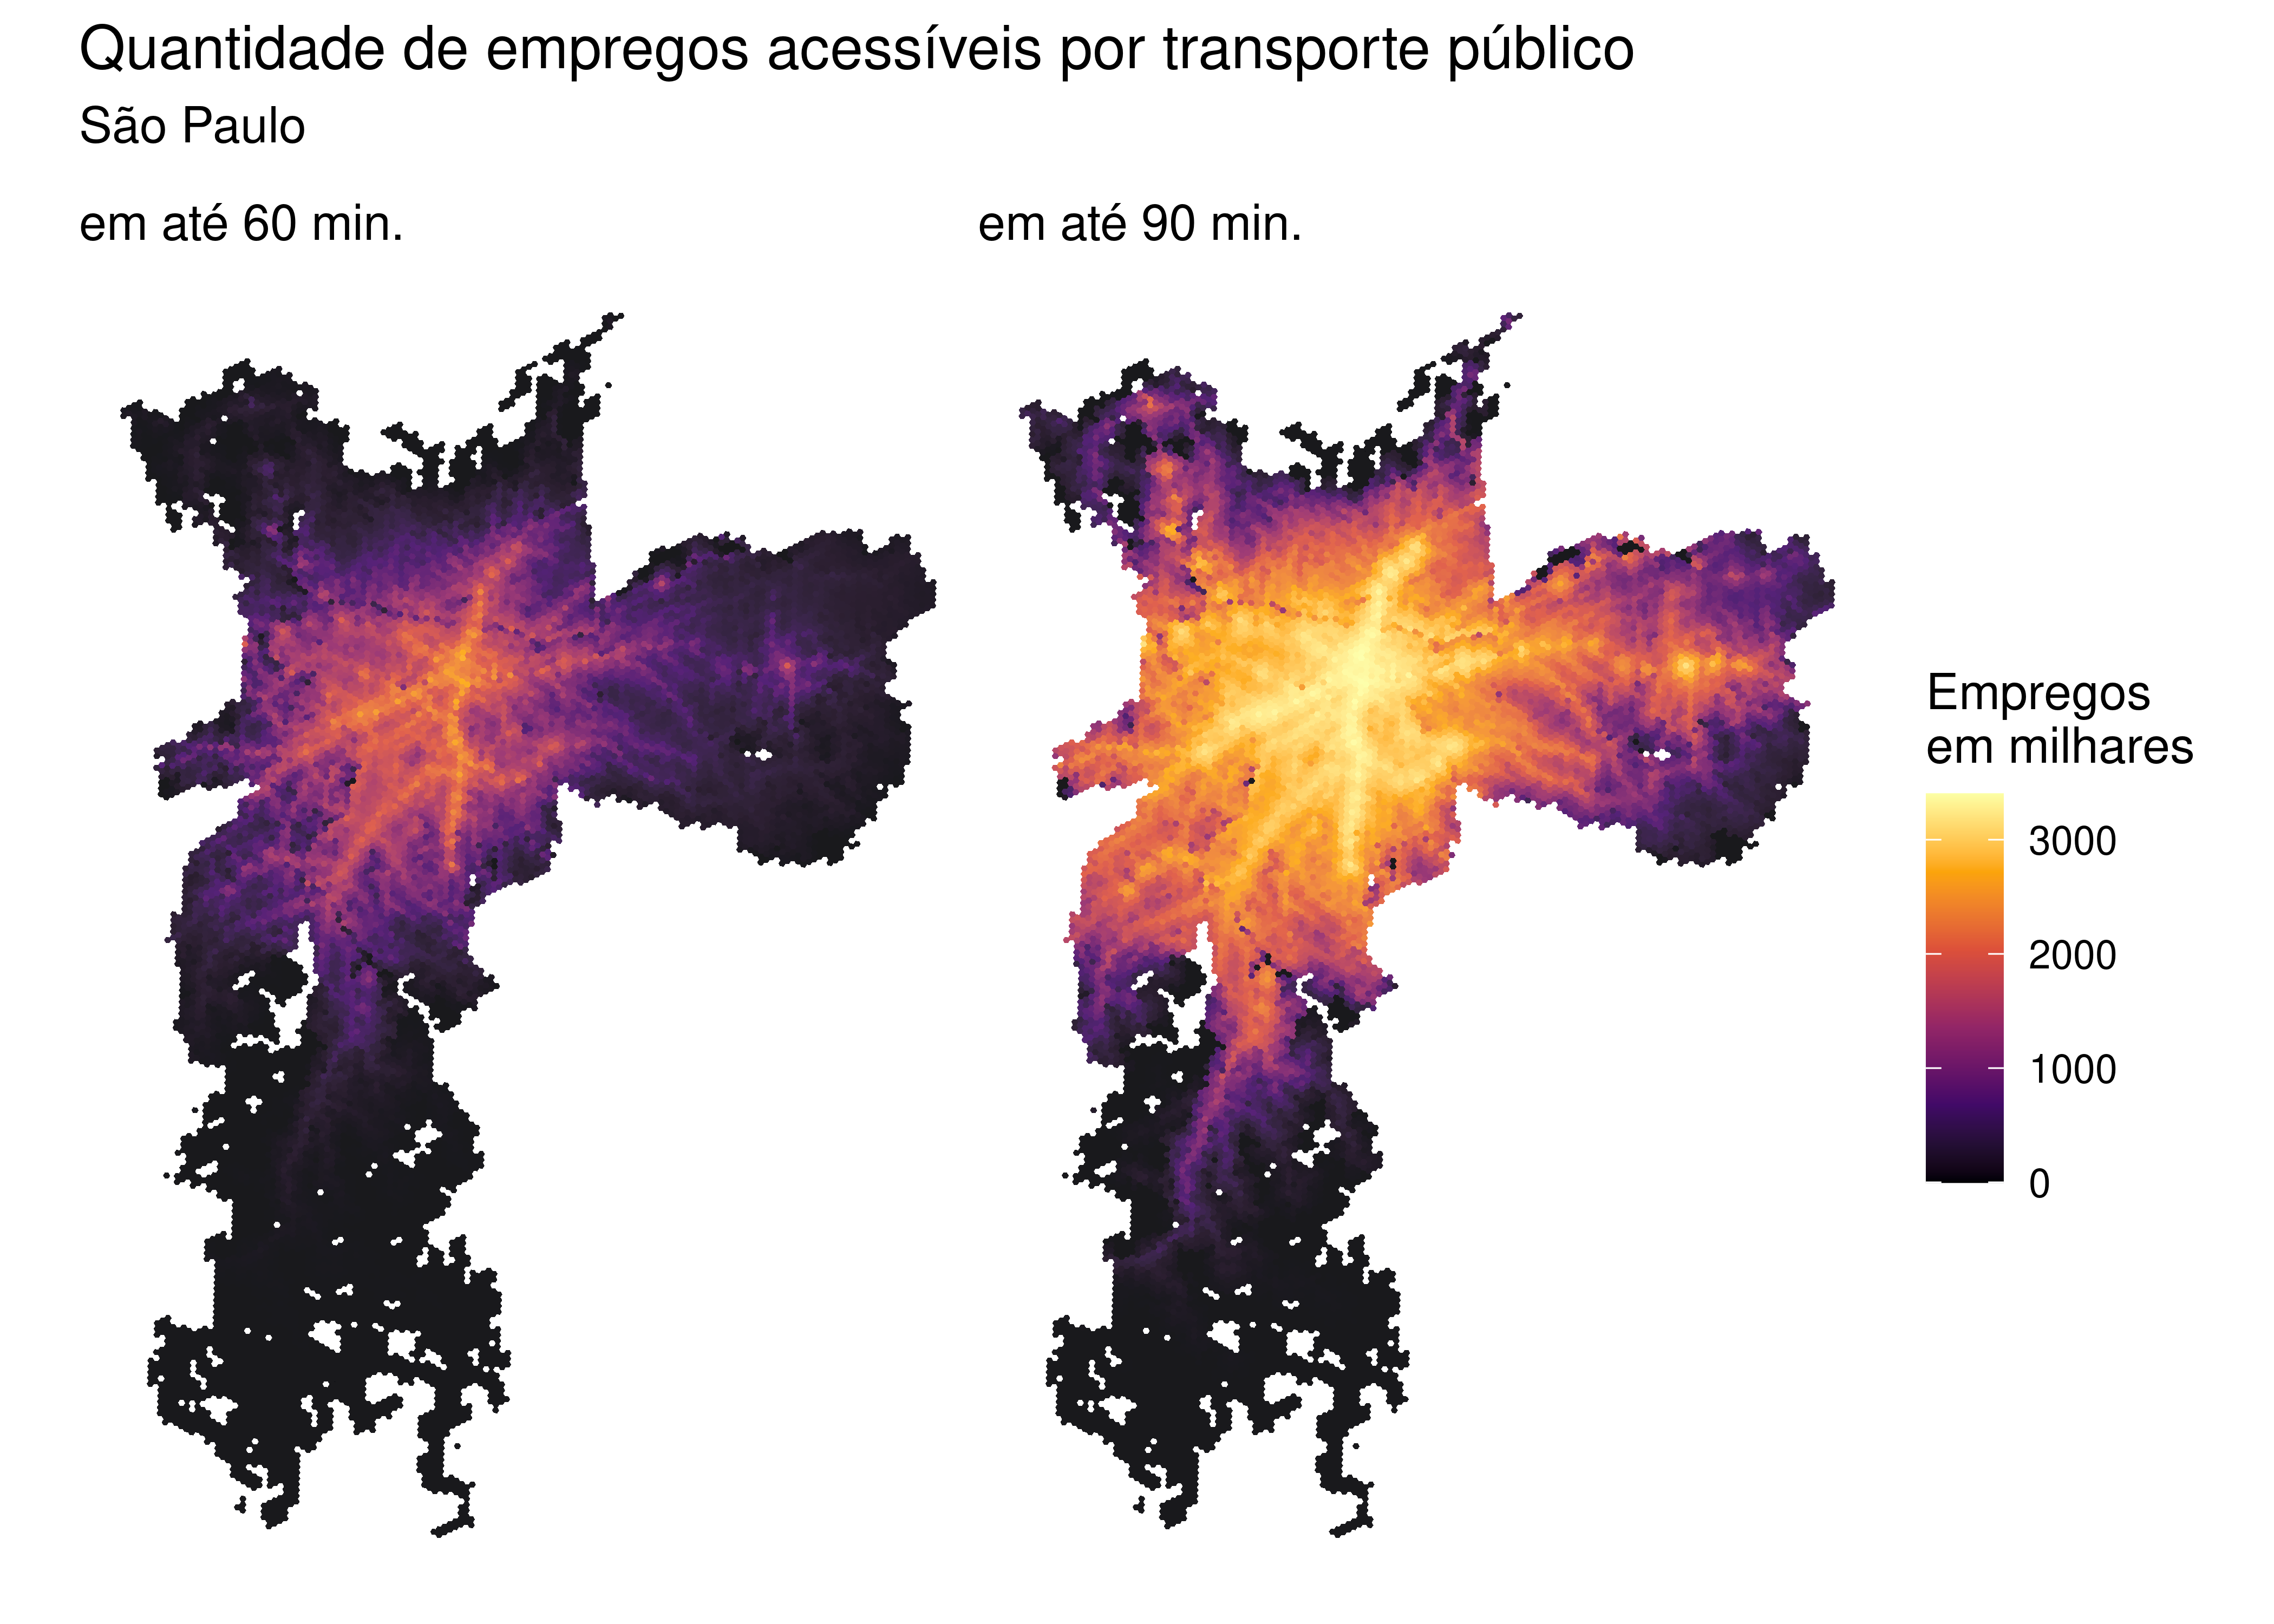 Quantidade de empregos acessíveis por transporte público
São Paulo
em até 60 min.
em até 90 min.
Empregos
em milhares
3000
2000
1000
0